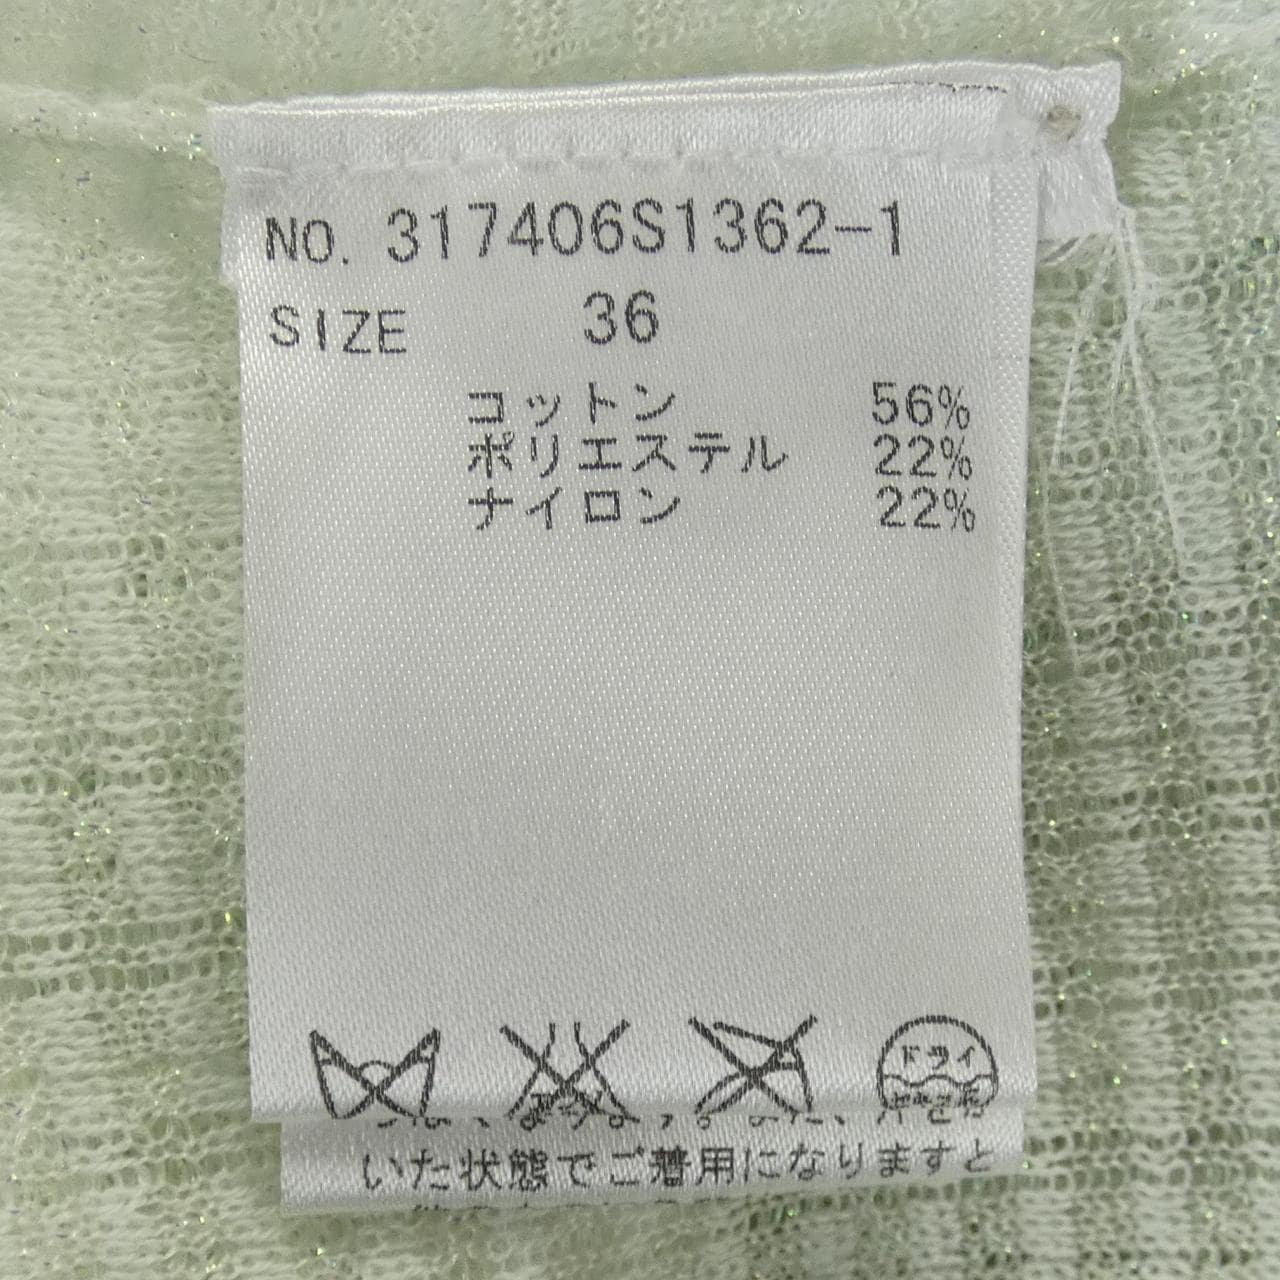 NO. 317406S1362-1
SIZE 36
コットン 56%
ポリエステル 22%
ナイロン 22%
ドライ
いた状態でご着用になりますと